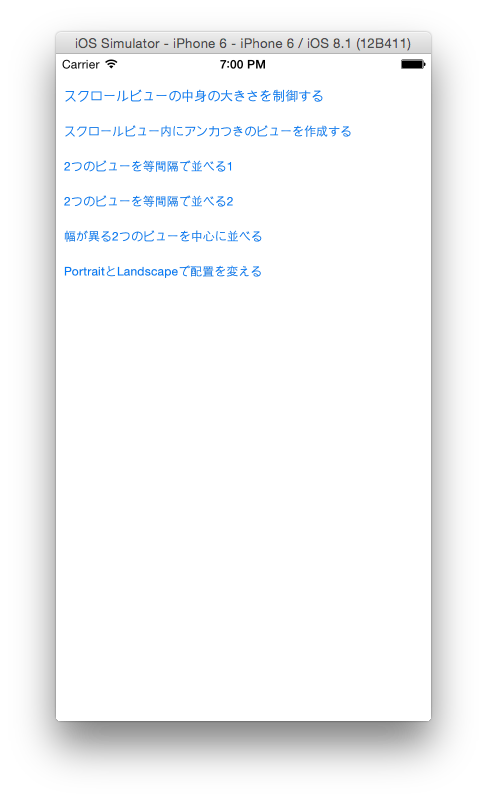 iOS Simulator - iPhone 6 - iPhone 6 / iOS 8.1 (12B411)
Carrier 7:00 PM
スクロールビューの中身の大きさを制御する
スクロールビュー内にアンカつきのビューを作成する
2つのビューを等間隔で並べる1
2つのビューを等間隔で並べる2
幅が異る2つのビューを中心に並べる
PortraitとLandscapeで配置を変える